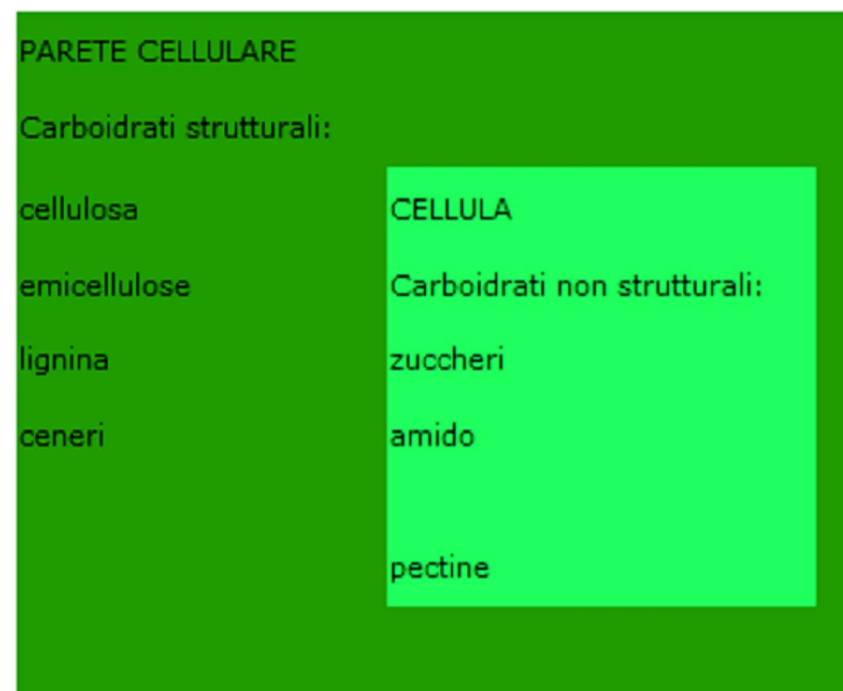 PARETE CELLULARE
Carboidrati strutturali:
cellulosa
emicellulose
lignina
ceneri
CELLULA
Carboidrati non strutturali:
zuccheri
amido
pectine